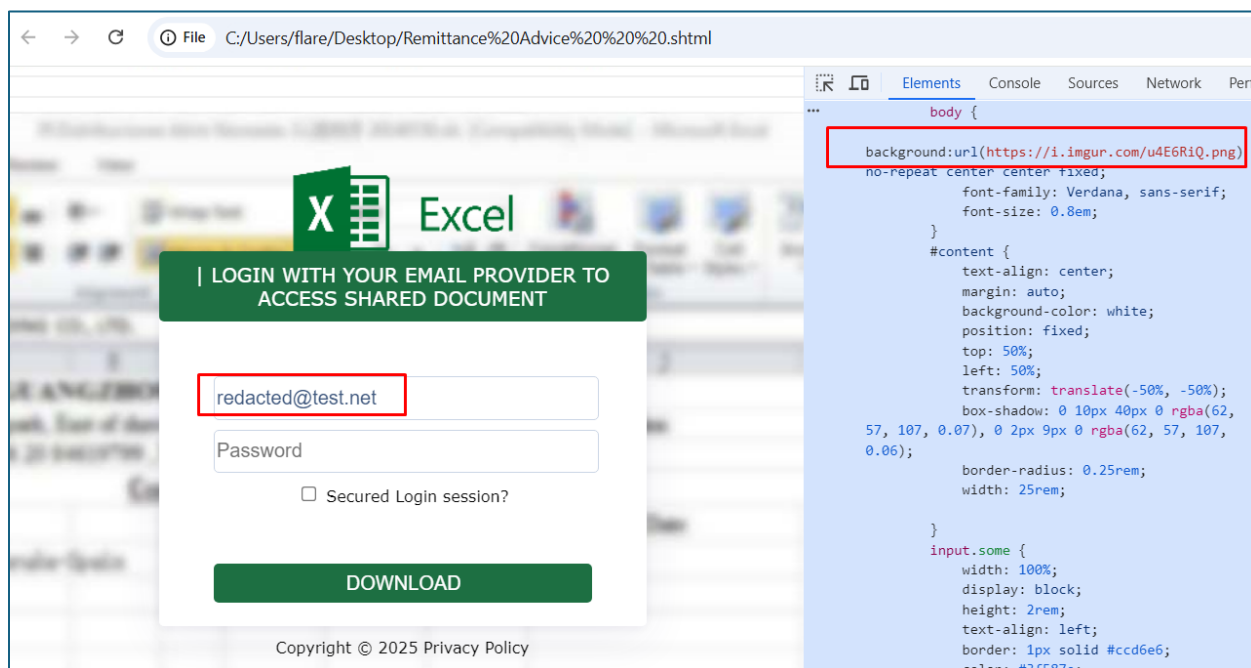 File C:/Users/flare/Desktop/Remittance%20Advice%20%20%20.shtml
Elements Console Sources Network Per
body {
background:url(https://i.imgur.com/u4E6RiQ.png)
no-repeat center center fixed;
font-family: Verdana, sans-serif;
font-size: 0.8em;
}
#content {
text-align: center;
margin: auto;
background-color: white;
position: fixed;
top: 50%;
left: 50%;
transform: translate(-50%, -50%);
box-shadow: 0 10px 40px 0 rgba(62,
57, 107, 0.07), 0 2px 9px 0 rgba(62, 57, 107,
0.06);
border-radius: 0.25rem;
width: 25rem;
}
input.some {
width: 100%;
display: block;
height: 2rem;
text-align: left;
border: 1px solid #ccd6e6;
X Excel
| LOGIN WITH YOUR EMAIL PROVIDER TO
ACCESS SHARED DOCUMENT
redacted@test.net
Password
Secured Login session?
DOWNLOAD
Copyright © 2025 Privacy Policy